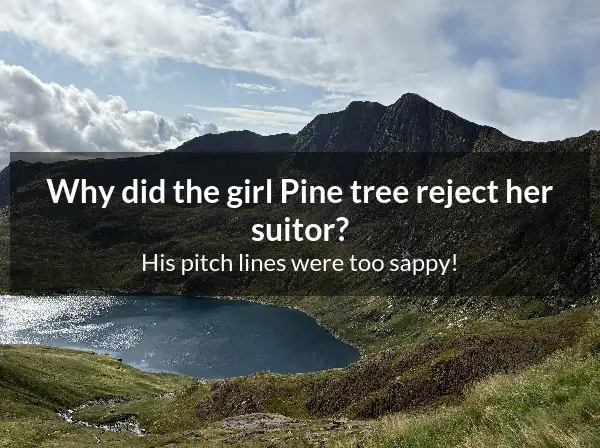 Why did the girl Pine tree reject her
suitor?
His pitch lines were too sappy!